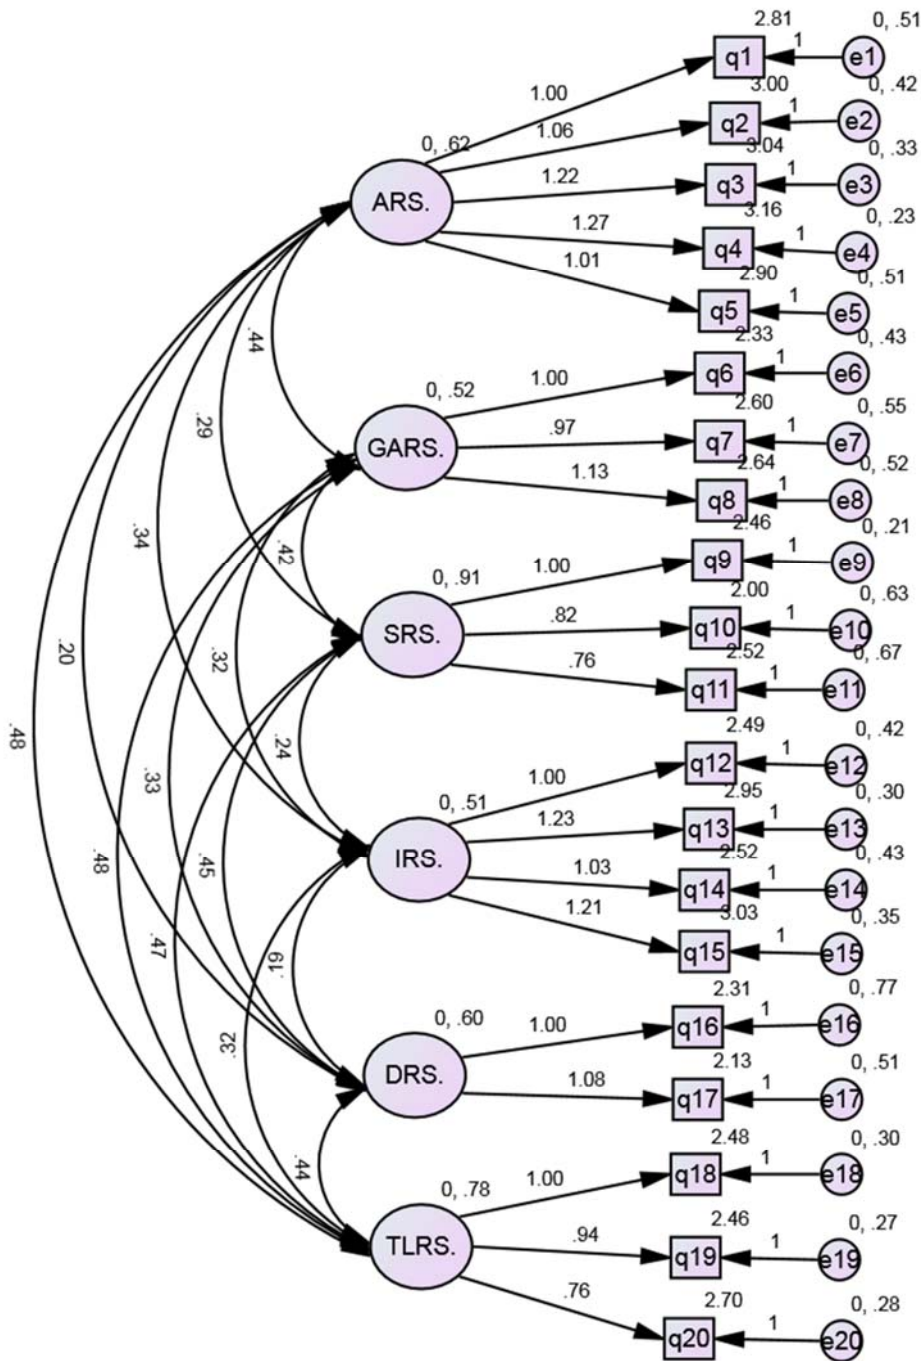 2.81
0, .51
q1
1
e1
1.00
3.00
0, .42
q2
1
e2
1.06
3.04
0, .33
0, .62
ARS.
q3
1
e3
1.22
3.16
0, .23
q4
1
e4
1.27
2.90
0, .51
q5
1
e5
1.01
2.33
0, .43
.44
q6
1
e6
0, .52
1.00
2.60
0, .55
GARS.
.97
q7
1
e7
2.64
0, .52
1.13
q8
1
e8
2.46
0, .21
.29
.34
.42
q9
1
e9
0, .91
1.00
2.00
0, .63
SRS.
.82
q10
1
e10
2.52
0, .67
.76
q11
1
e11
.20
.32
.48
.24
2.49
0, .42
q12
1
e12
0, .51
1.00
2.95
0, .30
.33
1.23
q13
1
e13
IRS.
2.52
0, .43
.48
.45
1.03
q14
1
e14
3.03
0, .35
1.21
q15
1
e15
.47
.19
2.31
0, .77
0, .60
1.00
q16
1
e16
.32
DRS.
2.13
0, .51
1.08
q17
1
e17
2.48
0, .30
.44
q18
1
e18
0, .78
1.00
2.46
0, .27
TLRS.
.94
q19
1
e19
2.70
0, .28
.76
q20
1
e20